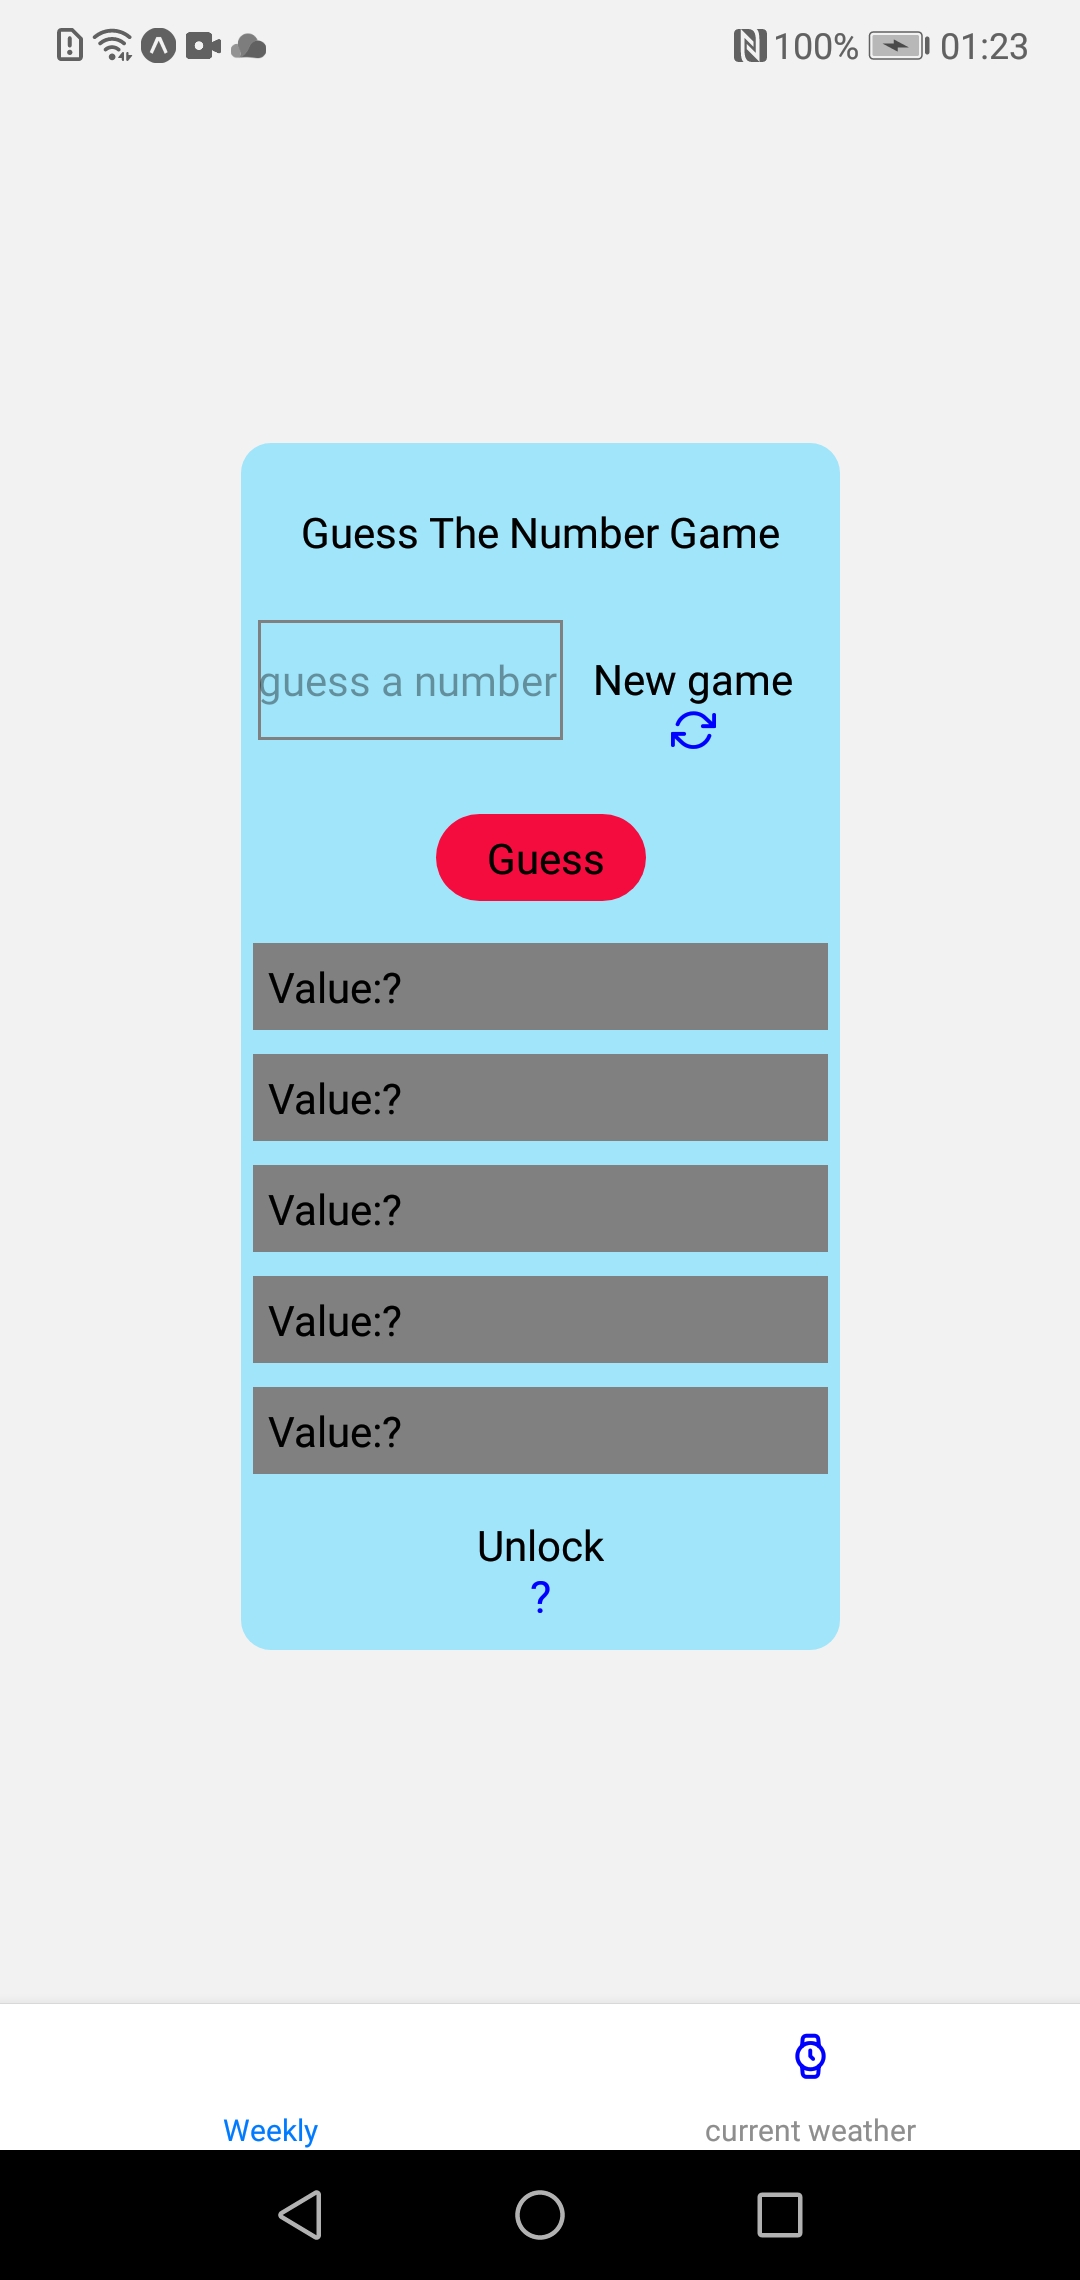 100% 01:23
Guess The Number Game
guess a number
New game
Guess
Value:?
Value:?
Value:?
Value:?
Value:?
Unlock
?
Weekly
current weather